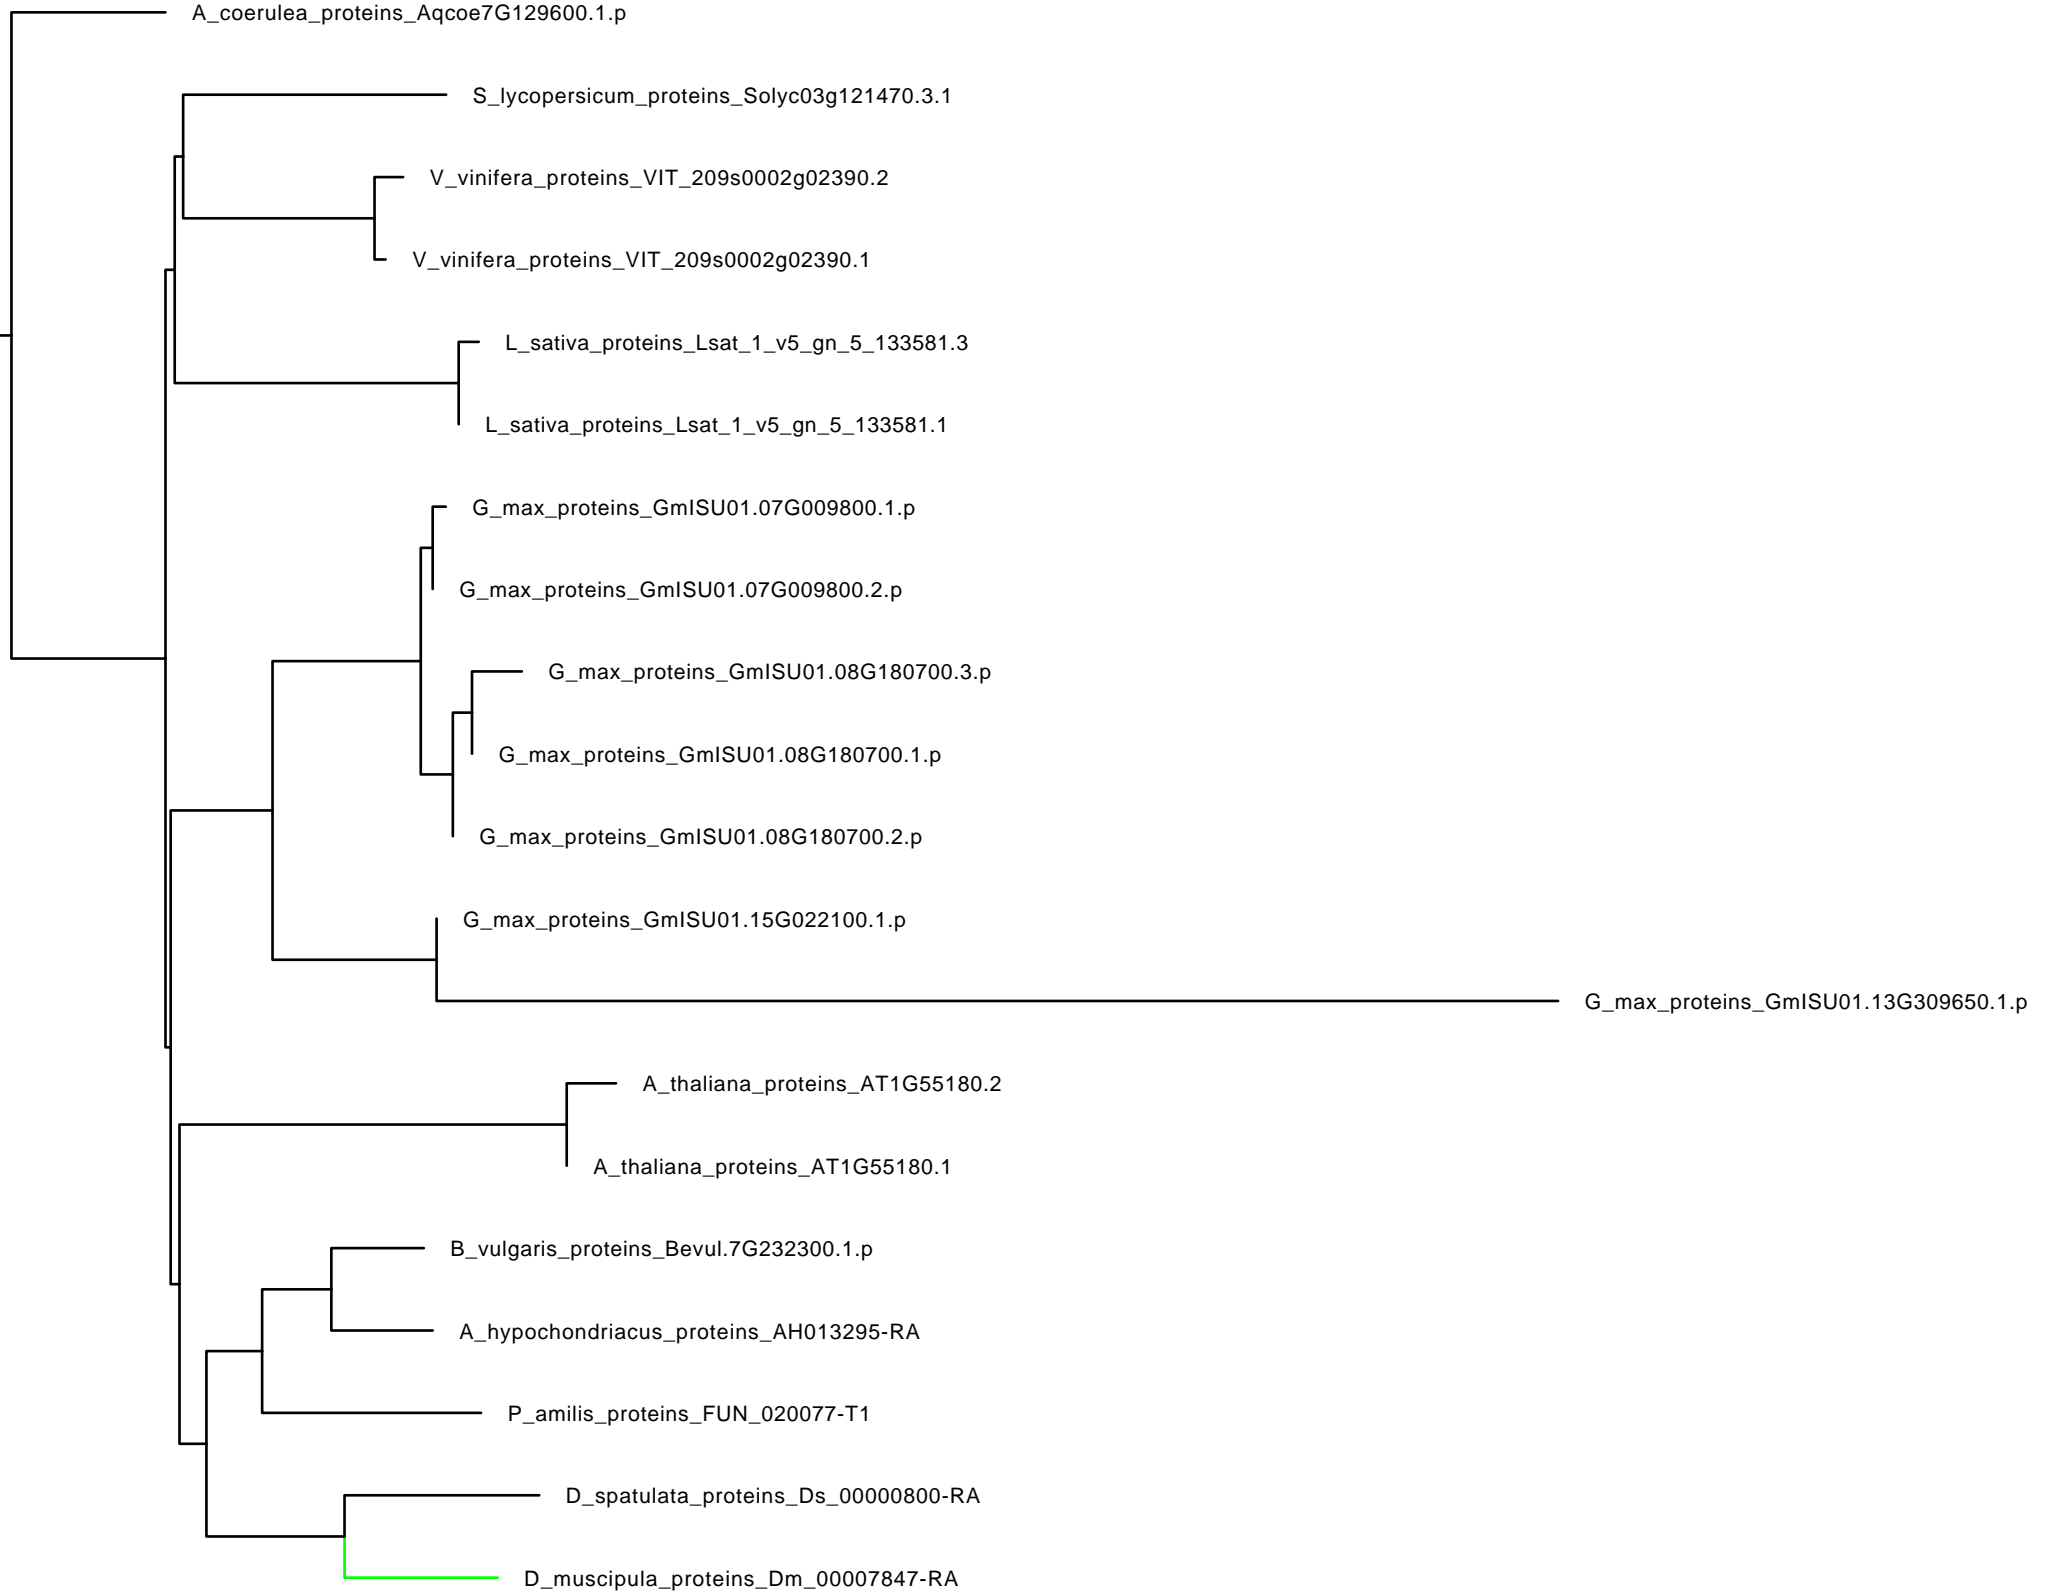 A_coerulea_proteins_Aqcoe7G129600.1.p
S_lycopersicum_proteins_Solyc03g121470.3.1
V_vinifera_proteins_VIT_209s0002g02390.2
V_vinifera_proteins_VIT_209s0002g02390.1
L_sativa_proteins_Lsat_1_v5_gn_5_133581.3
L_sativa_proteins_Lsat_1_v5_gn_5_133581.1
G_max_proteins_GmISU01.07G009800.1.p
G_max_proteins_GmISU01.07G009800.2.p
G_max_proteins_GmISU01.08G180700.3.p
G_max_proteins_GmISU01.08G180700.1.p
G_max_proteins_GmISU01.08G180700.2.p
G_max_proteins_GmISU01.15G022100.1.p
G_max_proteins_GmISU01.13G309650.1.p
A_thaliana_proteins_AT1G55180.2
A_thaliana_proteins_AT1G55180.1
B_vulgaris_proteins_Bevul.7G232300.1.p
A_hypochondriacus_proteins_AH013295-RA
P_amilis_proteins_FUN_020077-T1
D_spatulata_proteins_Ds_00000800-RA
D_muscipula_proteins_Dm_00007847-RA